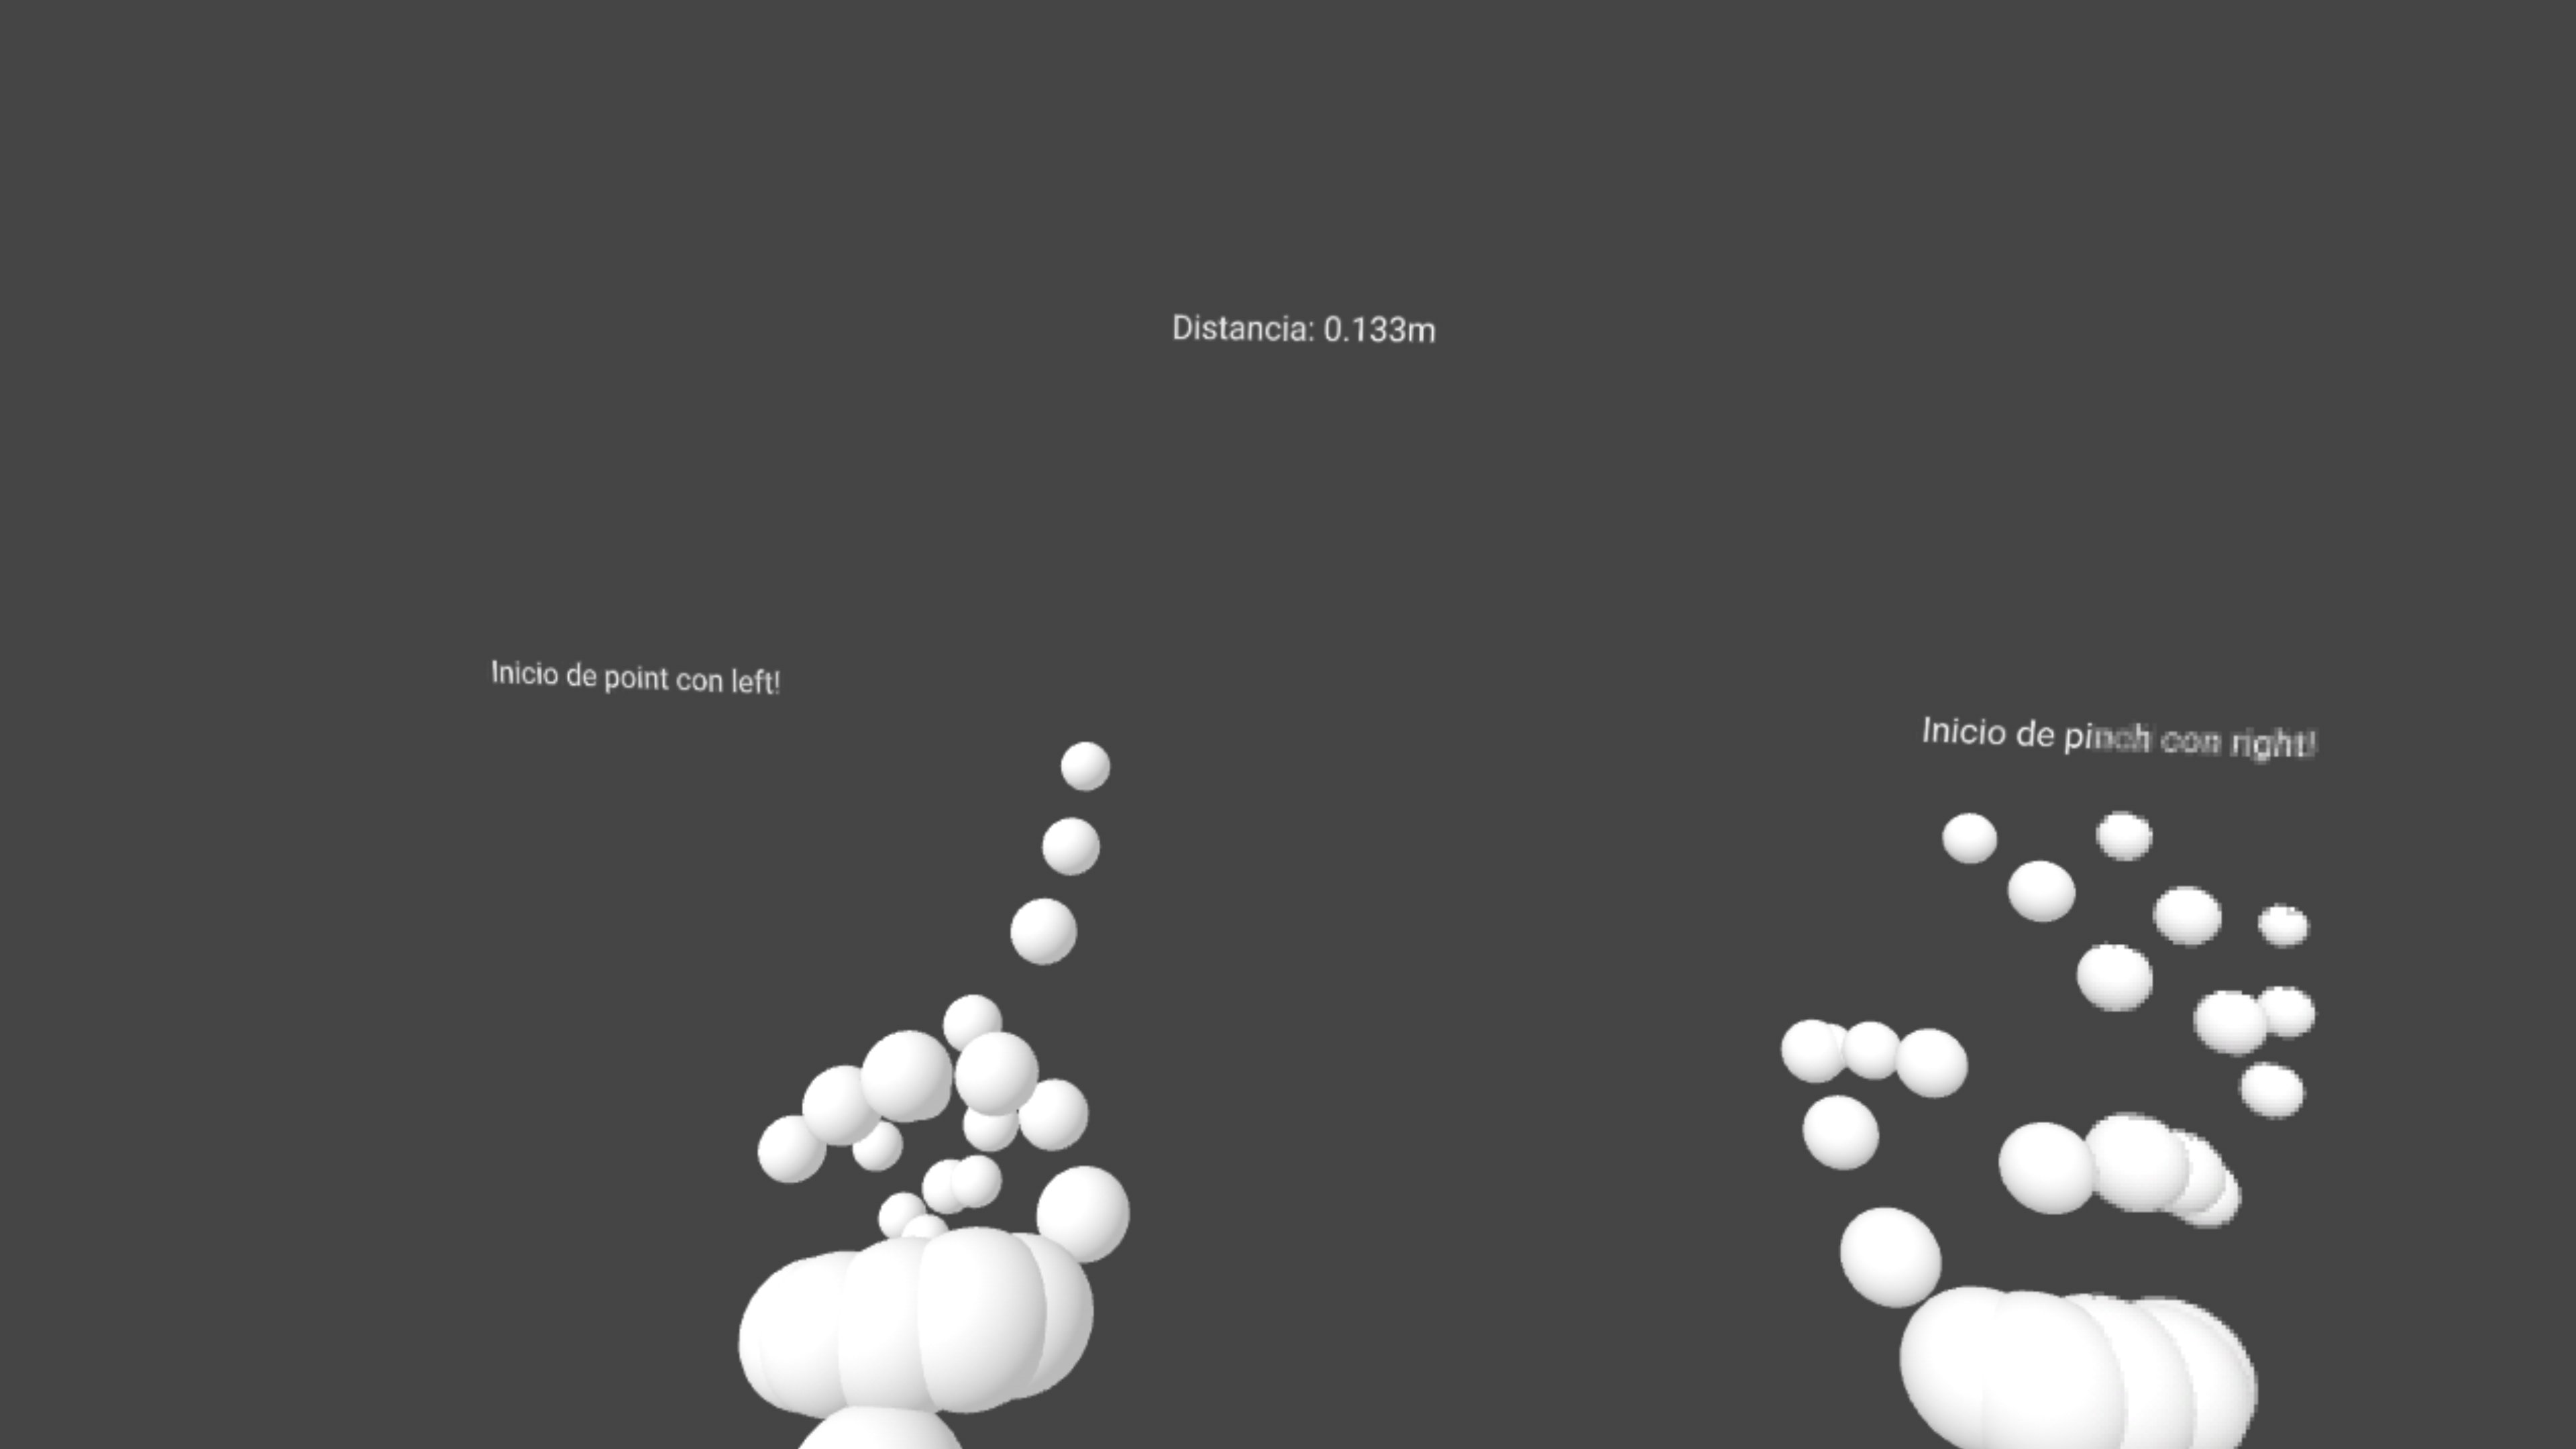 Distancia: 0.133m
Inicio de point con left!
Inicio de pinch con right!